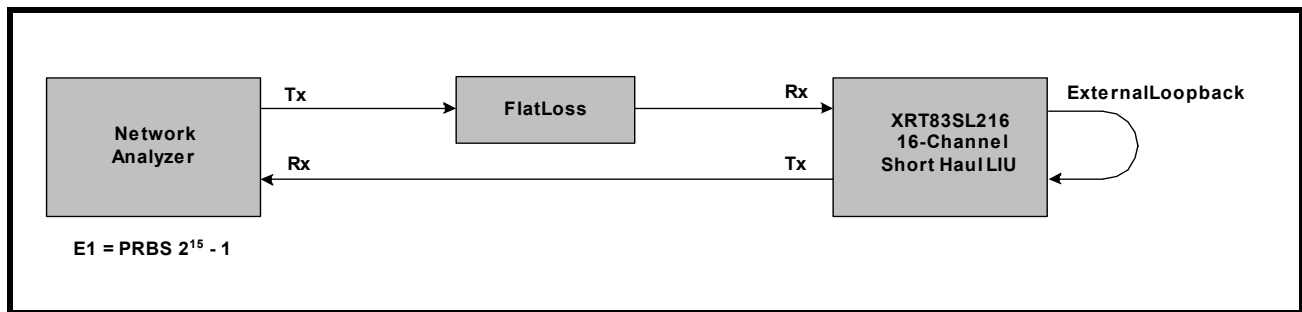 Network
Analyzer
Tx
Rx
FlatLoss
Rx
Tx
XRT83SL216
16-Channel
Short Haul LIU
ExternalLoopback
E1 = PRBS 2¹⁵ - 1